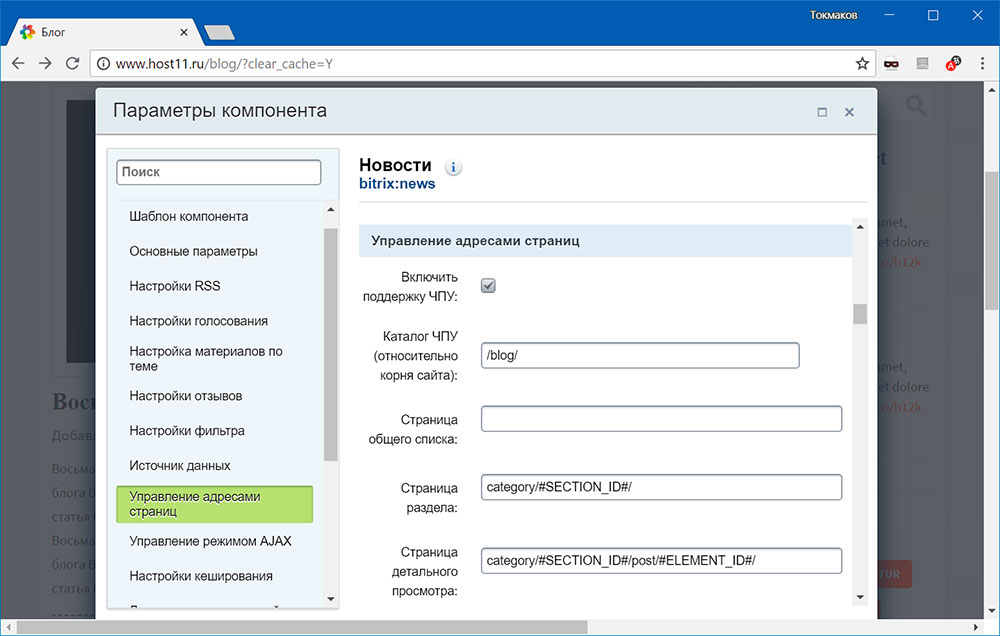 Токмаков
Блог
www.host11.ru/blog/?clear_cache=Y
Параметры компонента
Поиск
Шаблон компонента
Основные параметры
Настройки RSS
Настройки голосования
Настройка материалов по
теме
Настройки отзывов
Настройки фильтра
Источник данных
Управление адресами
страниц
Управление режимом AJAX
Настройки кеширования
Новости
bitrix:news
Управление адресами страниц
Включить
поддержку ЧПУ:
Каталог ЧПУ
(относительно
корня сайта):
/blog/
Страница
общего списка:
Страница
раздела:
category/#SECTION_ID#/
Страница
детального
просмотра:
category/#SECTION_ID#/post/#ELEMENT_ID#/
Добав
Восьма
блога В
статья
Восьма
блога В
статья
et
amet,
et dolore
co/h12k
amet,
et dolore
co/h12k
TUR